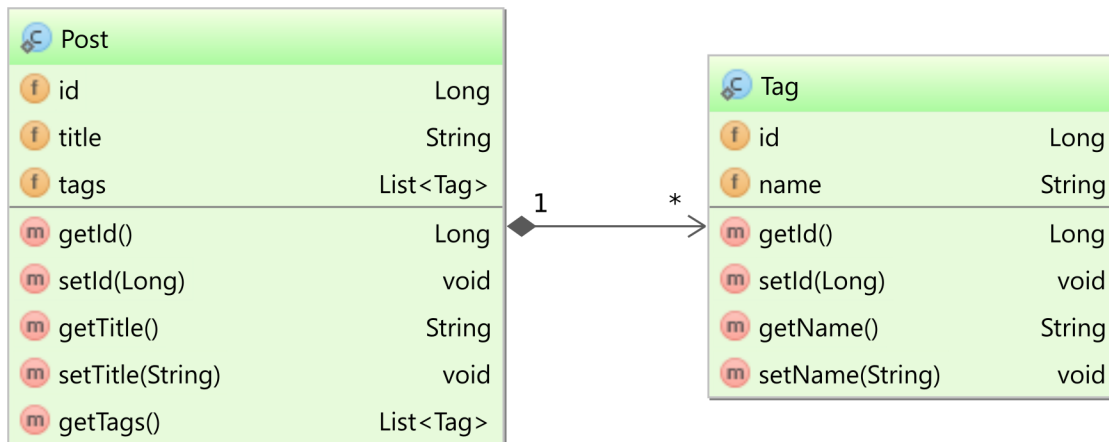 Post
id Long
title String
tags List<Tag>
getId() Long
setId(Long) void
getTitle() String
setTitle(String) void
getTags() List<Tag>
1 *
Tag
id Long
name String
getId() Long
setId(Long) void
getName() String
setName(String) void